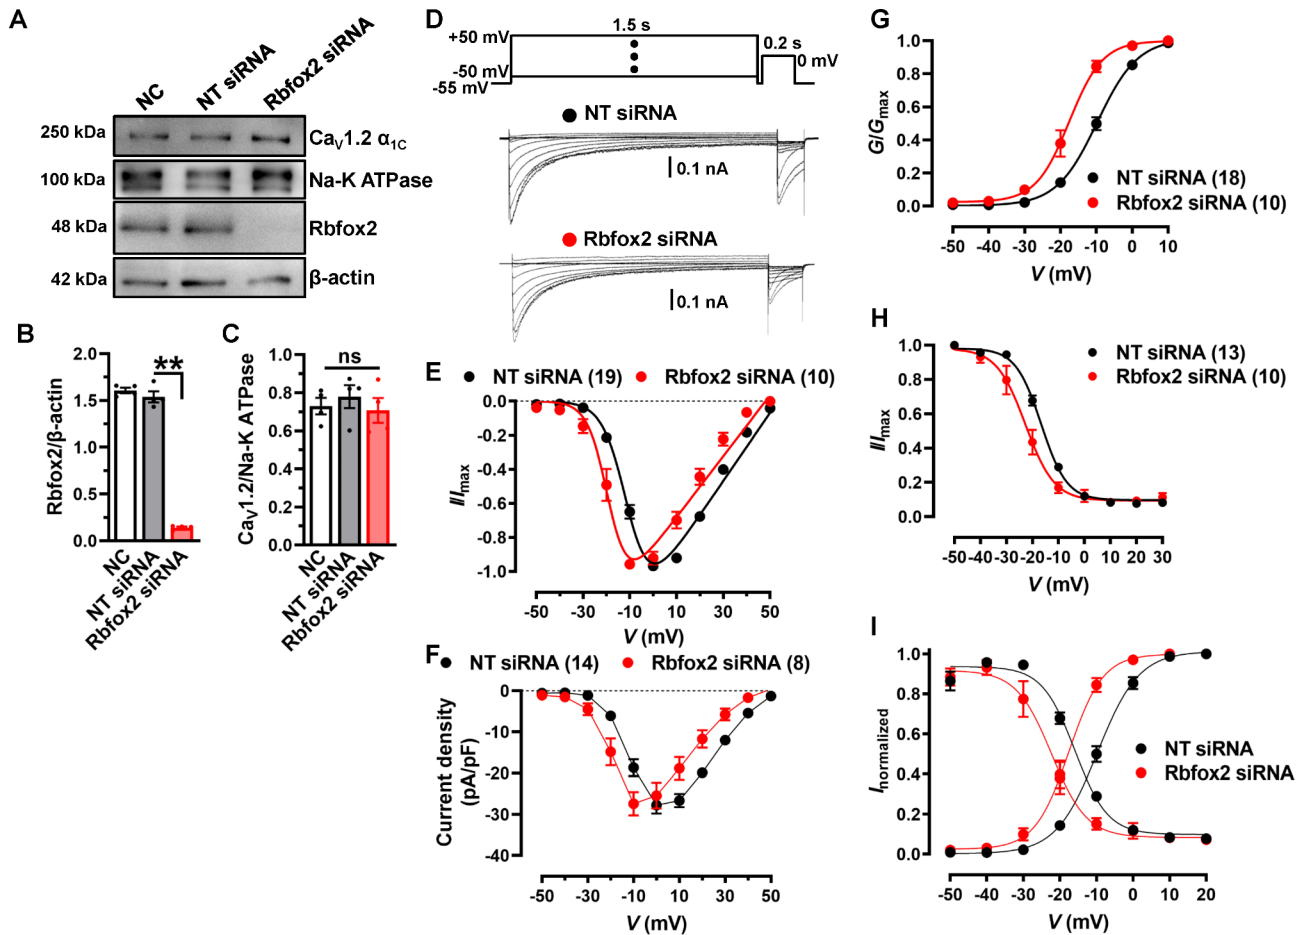 A
NC
NT siRNA
Rbfox2 siRNA
250 kDa
CaV1.2 α1C
100 kDa
Na-K ATPase
48 kDa
Rbfox2
42 kDa
β-actin
B
Rbfox2/β-actin
2.0
1.5
1.0
0.5
0.0
**
NC
NT siRNA
Rbfox2 siRNA
C
CaV1.2/Na-K ATPase
1.0
0.8
0.6
0.4
0.2
0.0
ns
NC
NT siRNA
Rbfox2 siRNA
D
1.5 s
+50 mV
0.2 s
0 mV
-50 mV
-55 mV
NT siRNA
0.1 nA
Rbfox2 siRNA
0.1 nA
E
NT siRNA (19)
Rbfox2 siRNA (10)
I/Imax
0.0
-0.2
-0.4
-0.6
-0.8
-1.0
-50 -30 -10 10 30 50
V (mV)
F
NT siRNA (14)
Rbfox2 siRNA (8)
Current density
(pA/pF)
0
-10
-20
-30
-40
-50 -30 -10 10 30 50
V (mV)
G
G/Gmax
1.0
0.8
0.6
0.4
0.2
0.0
NT siRNA (18)
Rbfox2 siRNA (10)
-50 -40 -30 -20 -10 0 10
V (mV)
H
I/Imax
1.0
0.8
0.6
0.4
0.2
0.0
NT siRNA (13)
Rbfox2 siRNA (10)
-50 -40 -30 -20 -10 0 10 20 30
V (mV)
I
Inormalized
1.0
0.8
0.6
0.4
0.2
0.0
NT siRNA
Rbfox2 siRNA
-50 -40 -30 -20 -10 0 10 20
V (mV)